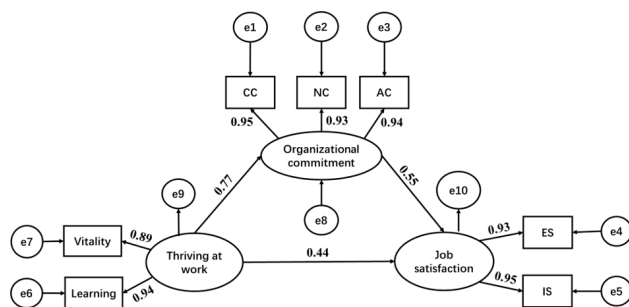 e1
e2
e3
CC
NC
AC
0.95
0.93
0.94
Organizational
commitment
0.77
0.55
e9
e8
e10
e7
Vitality
0.89
Thriving at
work
0.44
Job
satisfaction
0.93
ES
e4
e6
Learning
0.94
0.95
IS
e5